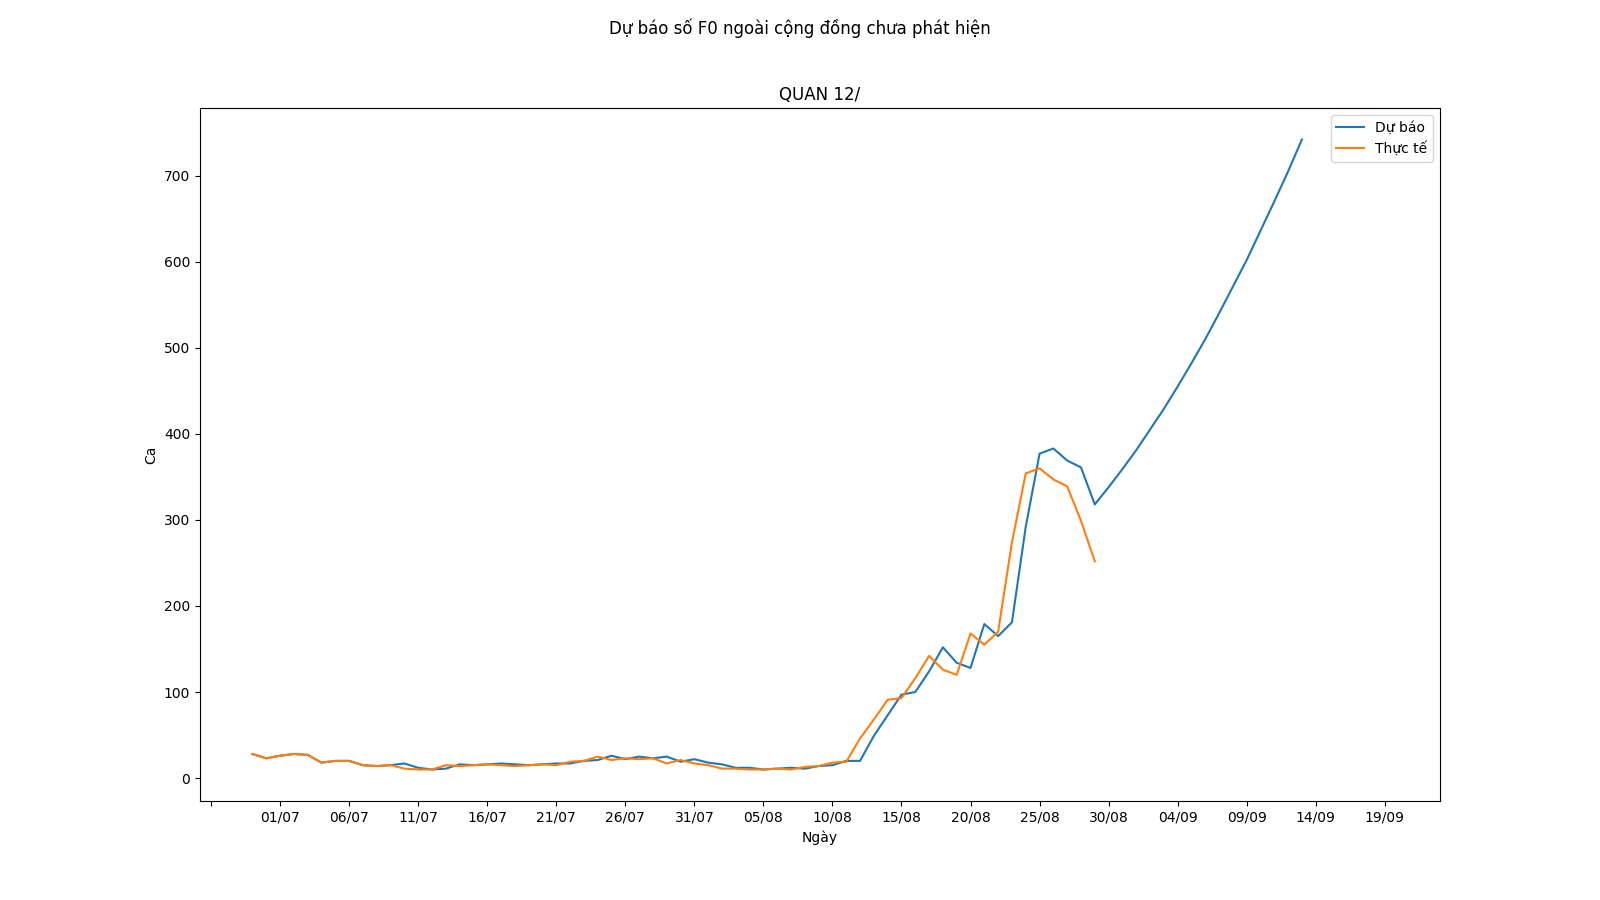 Dự báo số F0 ngoài cộng đồng chưa phát hiện
QUAN 12/
Dự báo
Thực tế
700
600
500
400
300
200
100
0
Ca
01/07 06/07 11/07 16/07 21/07 26/07 31/07 05/08 10/08 15/08 20/08 25/08 30/08 04/09 09/09 14/09 19/09
Ngày